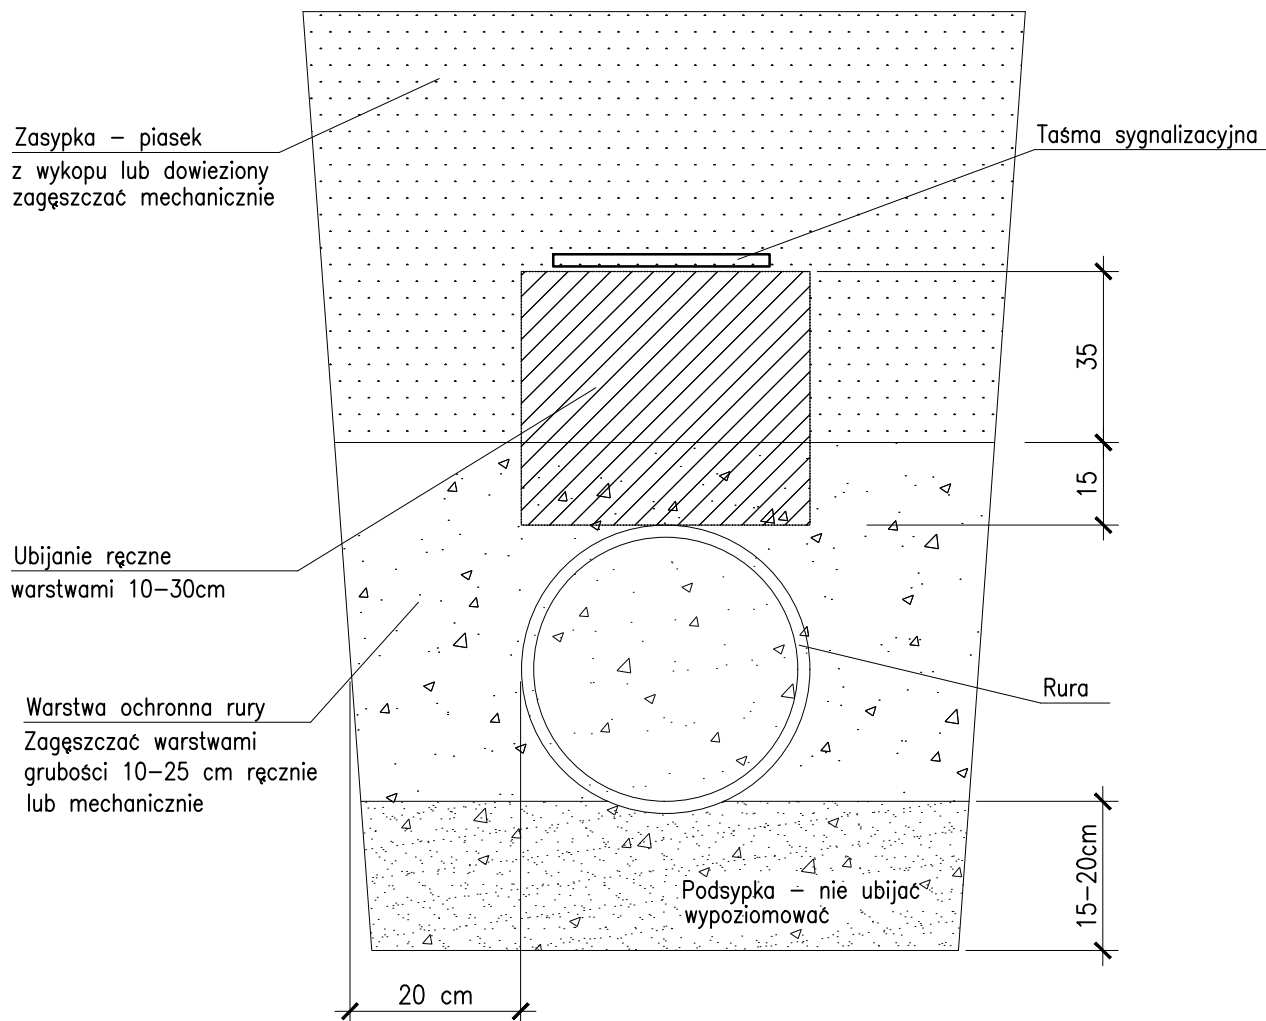 Zasypka – piasek
z wykopu lub dowieziony
zagęszczać mechanicznie
Taśma sygnalizacyjna
35
15
Ubijanie ręczne
warstwami 10–30cm
Warstwa ochronna rury
Zagęszczać warstwami
grubości 10–25 cm ręcznie
lub mechanicznie
Rura
Podsypka – nie ubijać
wypoziomować
15–20cm
20 cm